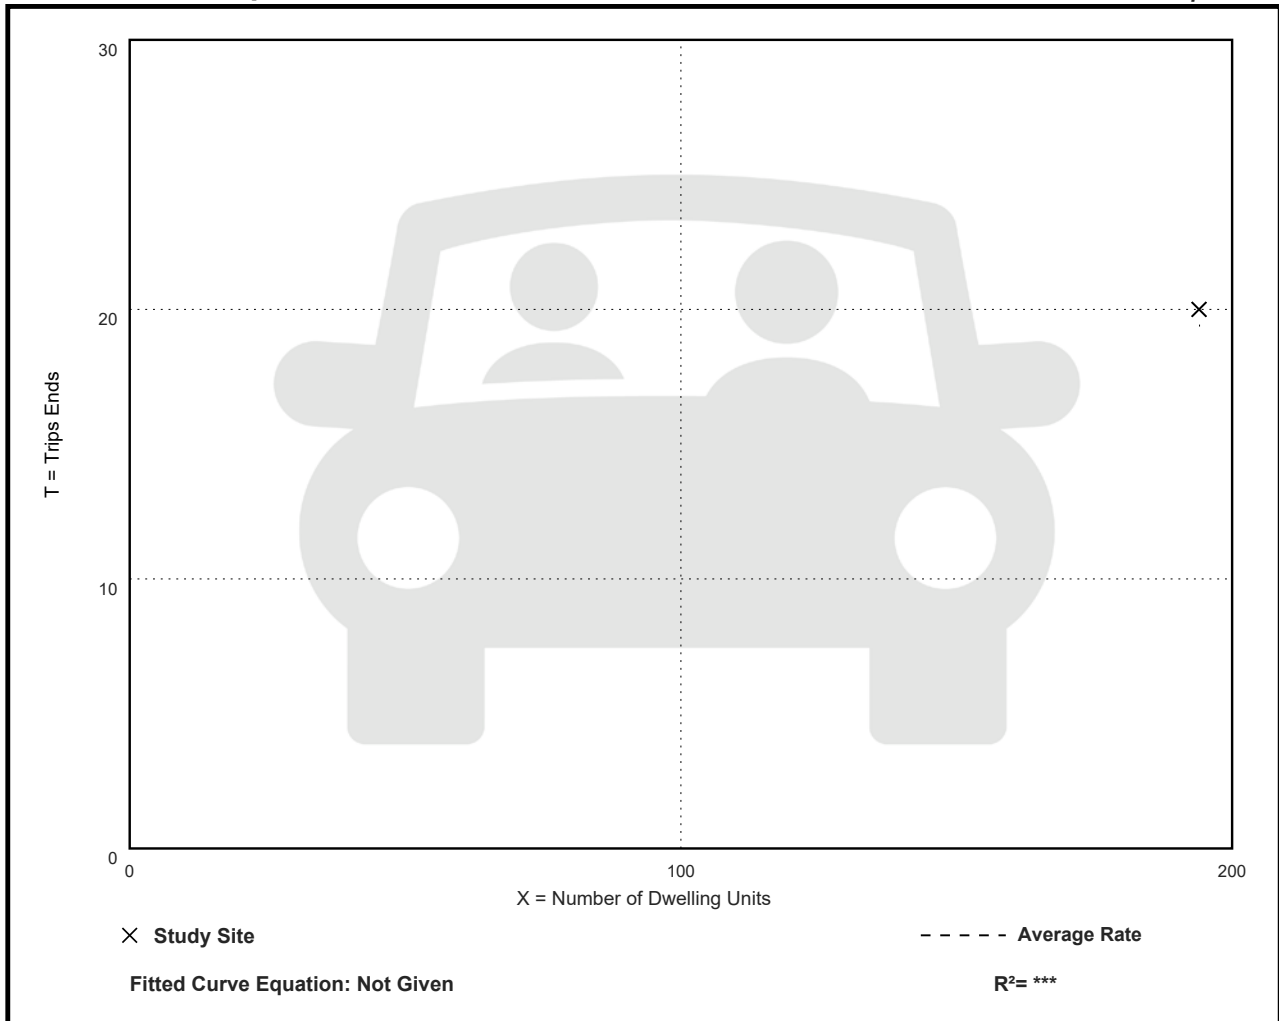 30
20
10
0
T = Trips Ends
0 100 200
X = Number of Dwelling Units
Study Site
Average Rate
Fitted Curve Equation: Not Given
R²= ***